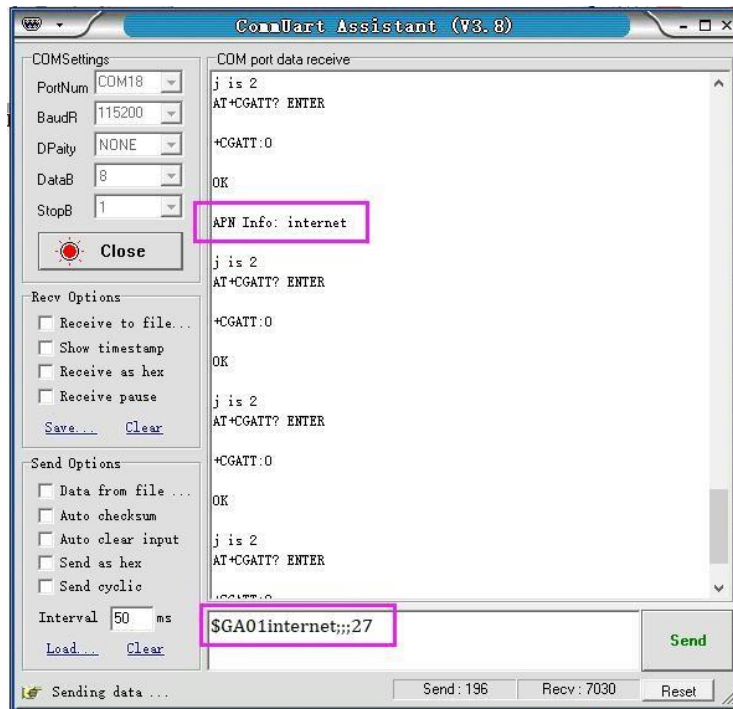 CommUart Assistant (V3.8)
COMSettings
PortNum COM18
BaudR 115200
DPaity NONE
DataB 8
StopB 1
Close
Recv Options
Receive to file...
Show timestamp
Receive as hex
Receive pause
Save... Clear
Send Options
Data from file ...
Auto checksum
Auto clear input
Send as hex
Send cyclic
Interval 50 ms
Load... Clear
COM port data receive
j is 2
AT+CGATT? ENTER
+CGATT:0
OK
APN Info: internet
j is 2
AT+CGATT? ENTER
+CGATT:0
OK
j is 2
AT+CGATT? ENTER
+CGATT:0
OK
j is 2
AT+CGATT? ENTER
$GA01internet;;;27
Send
Sending data ...
Send : 196
Recv : 7030
Reset